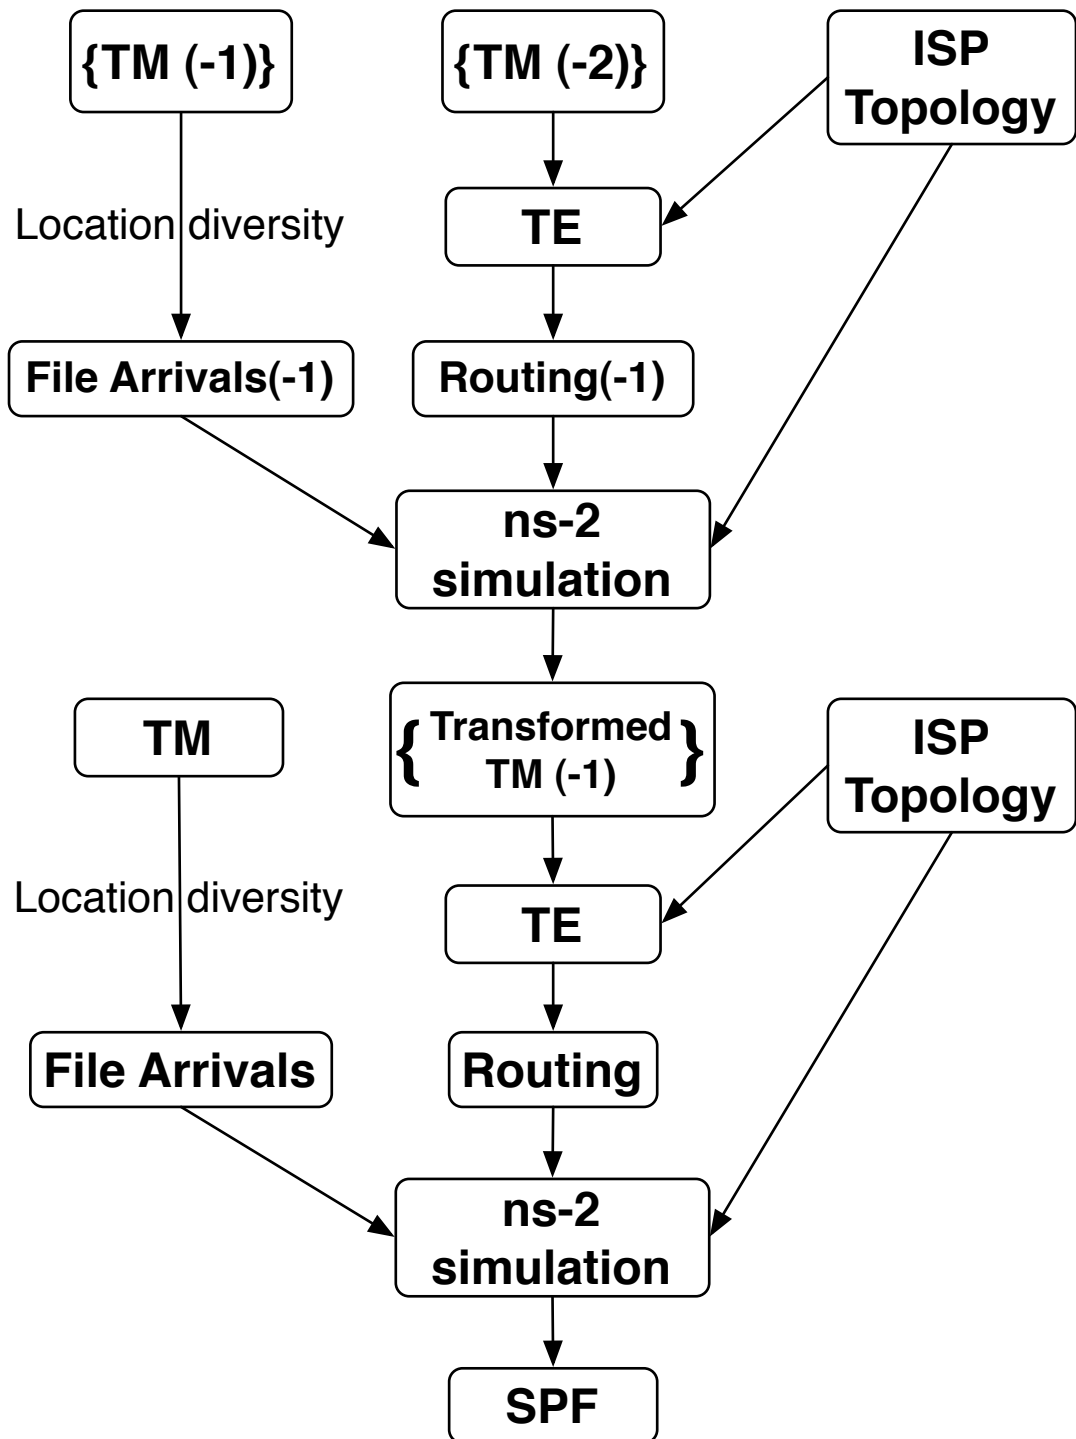 {TM (-1)}
{TM (-2)}
ISP
Topology
TE
Location diversity
File Arrivals(-1)
Routing(-1)
ns-2
simulation
{ Transformed }
TM (-1)
TM
ISP
Topology
Location diversity
TE
File Arrivals
Routing
ns-2
simulation
SPF